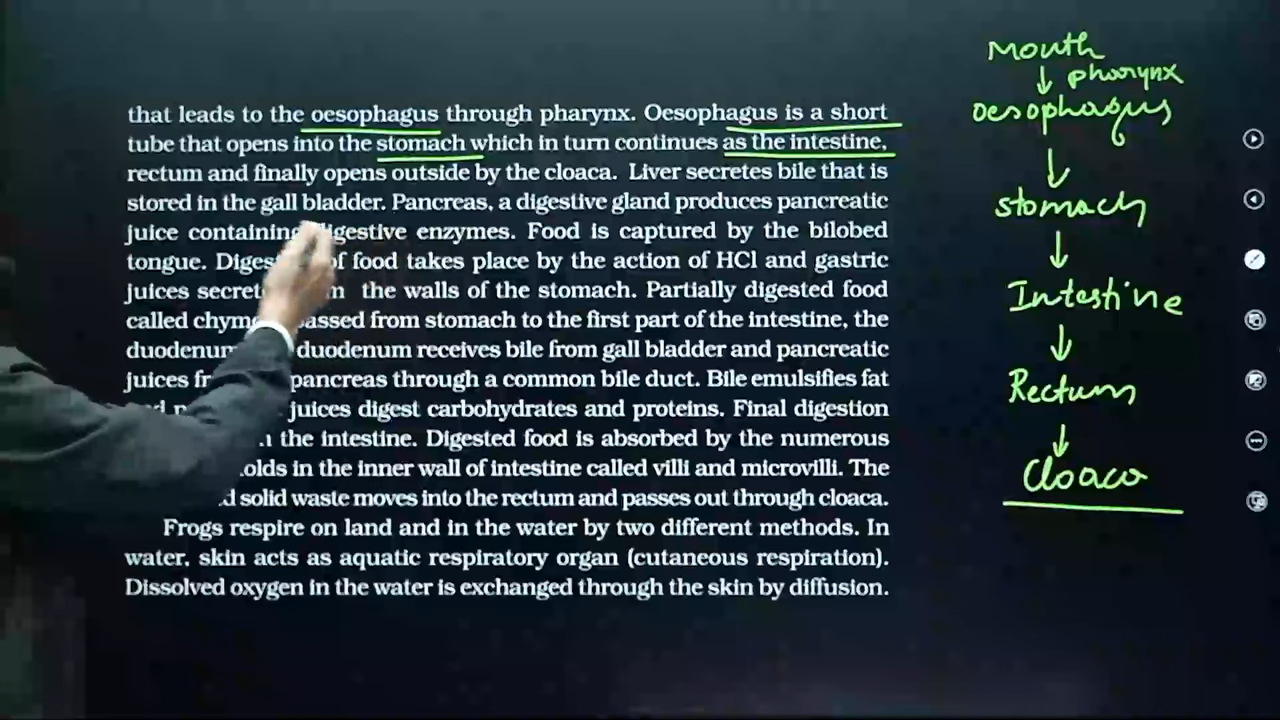 that leads to the oesophagus through pharynx. Oesophagus is a short
tube that opens into the stomach which in turn continues as the intestine,
rectum and finally opens outside by the cloaca. Liver secretes bile that is
stored in the gall bladder. Pancreas, a digestive gland produces pancreatic
juice containing digestive enzymes. Food is captured by the bilobed
tongue. of food takes place by the action of HCl and gastric
juices the walls of the stomach. Partially digested food
called from stomach to the first part of the intestine, the
duodenum receives bile from gall bladder and pancreatic
juices pancreas through a common bile duct. Bile emulsifies fat
juices digest carbohydrates and proteins. Final digestion
the intestine. Digested food is absorbed by the numerous
in the inner wall of intestine called villi and microvilli. The
solid waste moves into the rectum and passes out through cloaca.
Frogs respire on land and in the water by two different methods. In
water, skin acts as aquatic respiratory organ (cutaneous respiration).
Dissolved oxygen in the water is exchanged through the skin by diffusion.
Mouth
↓ pharynx
Oesophagus
↓
stomach
↓
Intestine
↓
Rectum
↓
Cloaca